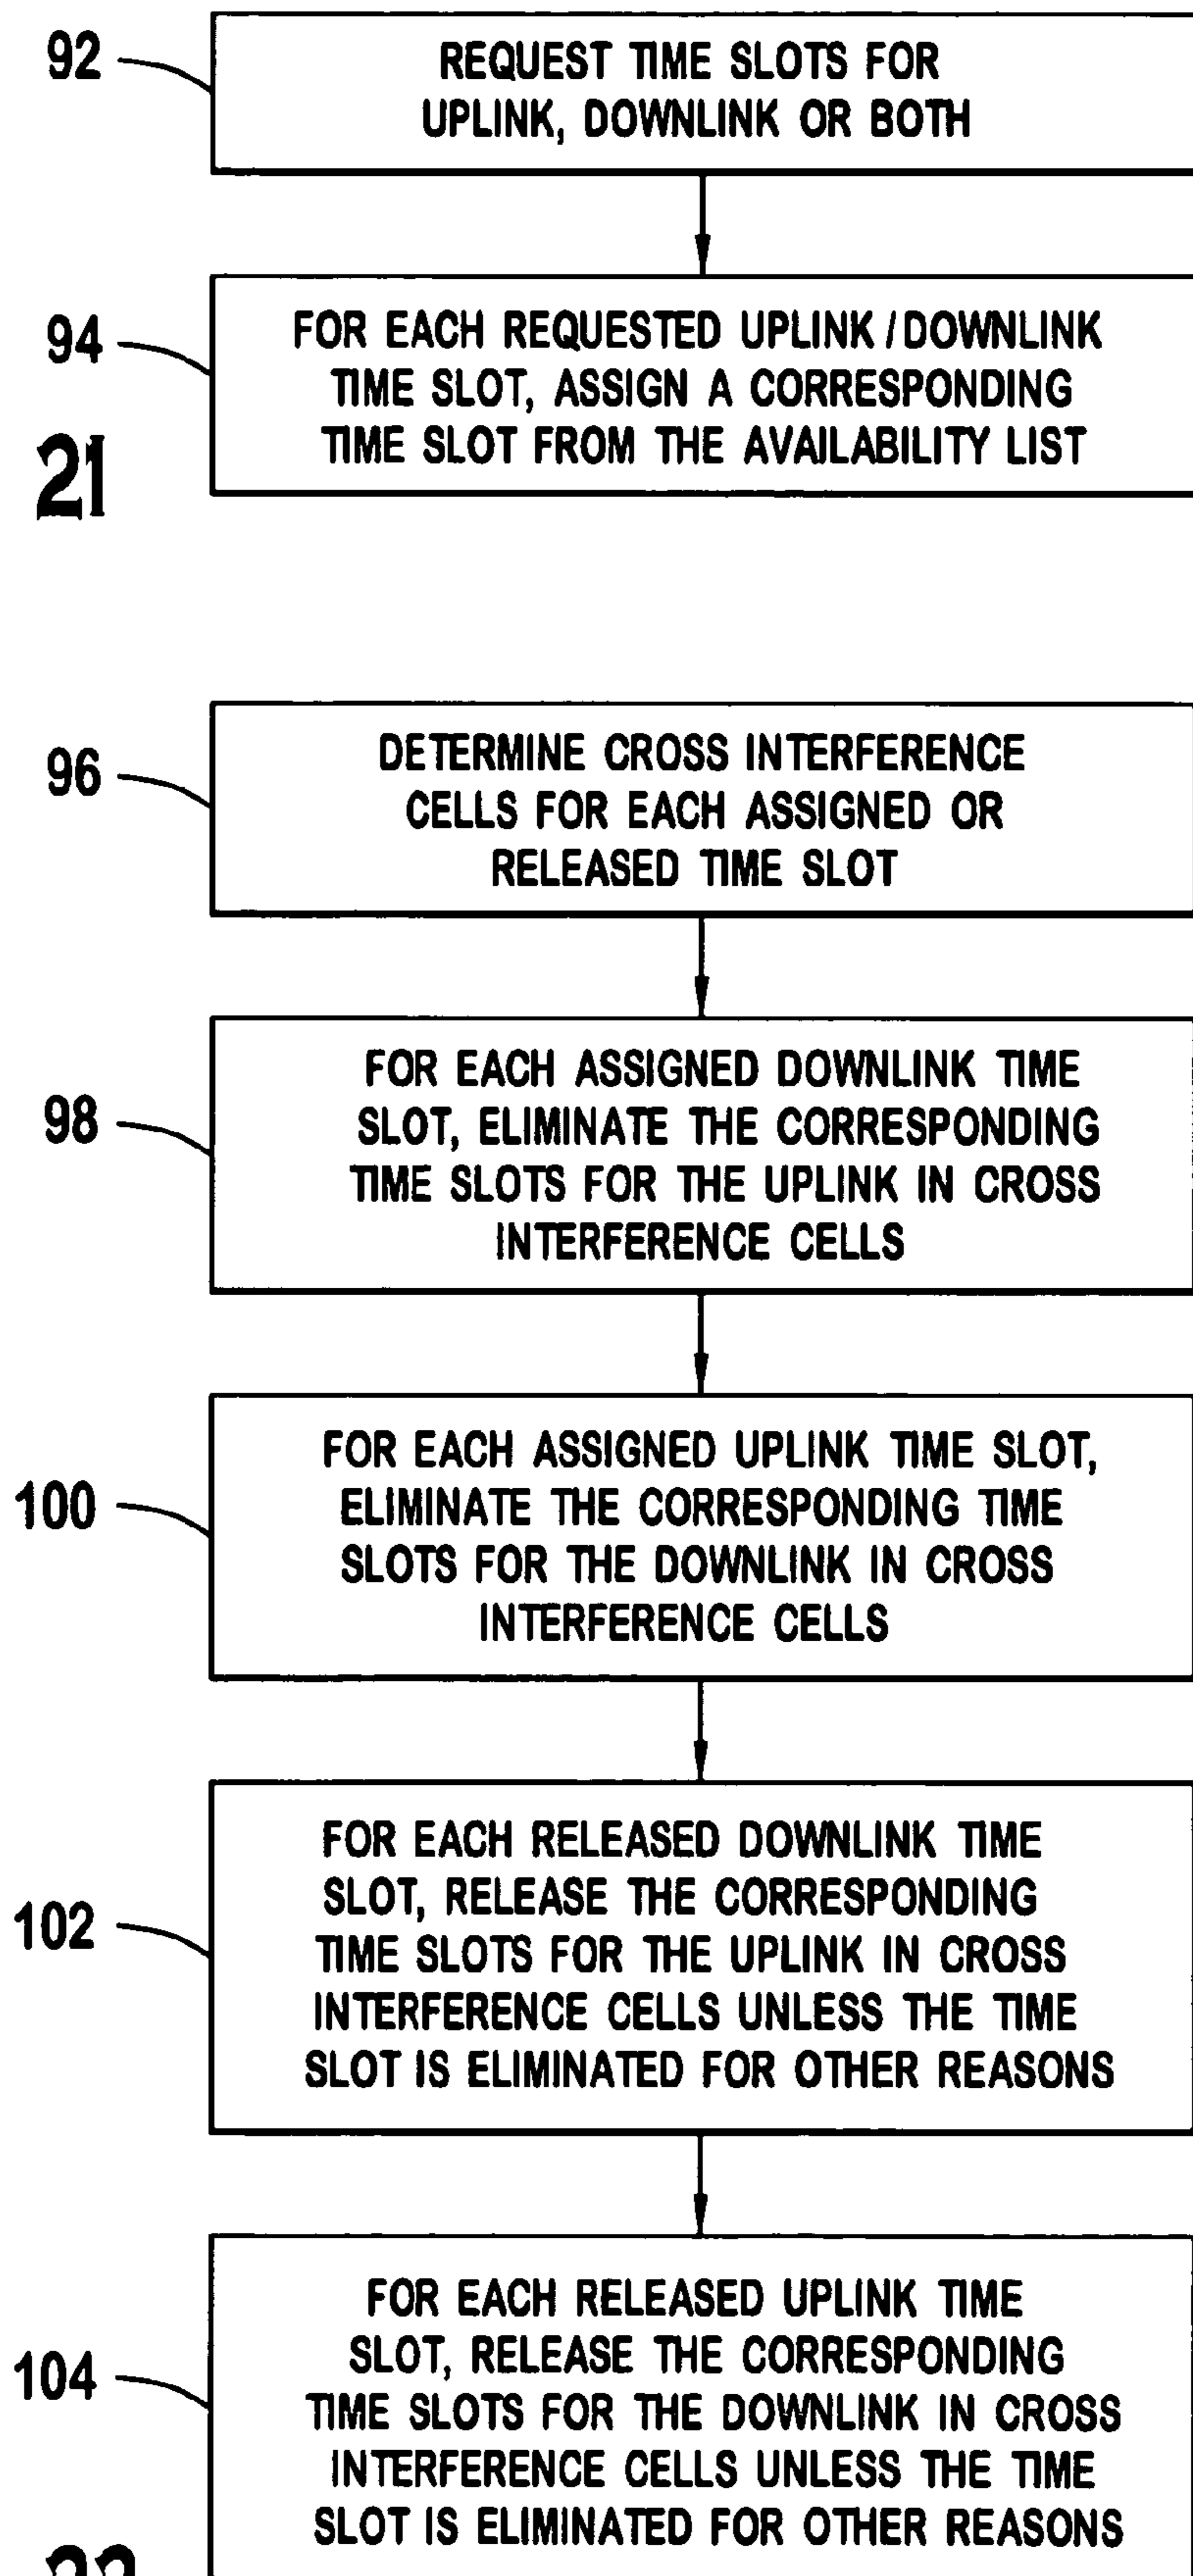 92
REQUEST TIME SLOTS FOR
UPLINK, DOWNLINK OR BOTH
94
FOR EACH REQUESTED UPLINK / DOWNLINK
TIME SLOT, ASSIGN A CORRESPONDING
TIME SLOT FROM THE AVAILABILITY LIST
21
96
DETERMINE CROSS INTERFERENCE
CELLS FOR EACH ASSIGNED OR
RELEASED TIME SLOT
98
FOR EACH ASSIGNED DOWNLINK TIME
SLOT, ELIMINATE THE CORRESPONDING
TIME SLOTS FOR THE UPLINK IN CROSS
INTERFERENCE CELLS
100
FOR EACH ASSIGNED UPLINK TIME SLOT,
ELIMINATE THE CORRESPONDING TIME
SLOTS FOR THE DOWNLINK IN CROSS
INTERFERENCE CELLS
102
FOR EACH RELEASED DOWNLINK TIME
SLOT, RELEASE THE CORRESPONDING
TIME SLOTS FOR THE UPLINK IN CROSS
INTERFERENCE CELLS UNLESS THE TIME
SLOT IS ELIMINATED FOR OTHER REASONS
104
FOR EACH RELEASED UPLINK TIME
SLOT, RELEASE THE CORRESPONDING
TIME SLOTS FOR THE DOWNLINK IN CROSS
INTERFERENCE CELLS UNLESS THE TIME
SLOT IS ELIMINATED FOR OTHER REASONS